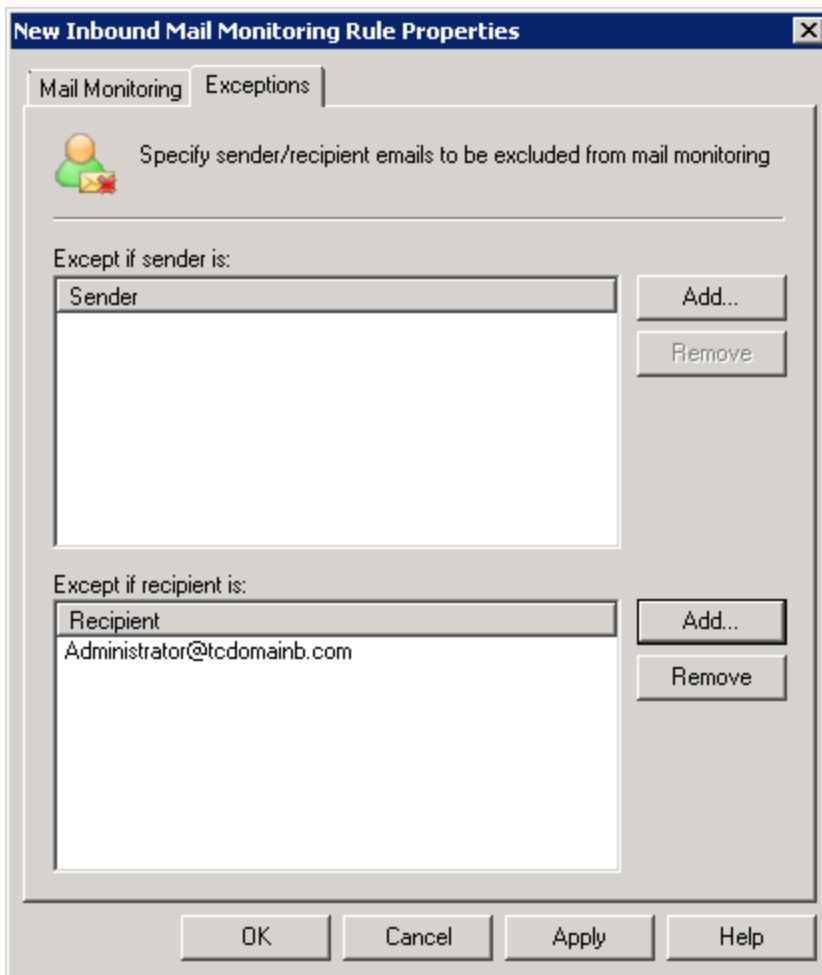 New Inbound Mail Monitoring Rule Properties
Mail Monitoring
Exceptions
Specify sender/recipient emails to be excluded from mail monitoring
Except if sender is:
Sender
Add...
Remove
Except if recipient is:
Recipient
Administrator@tcdomainb.com
Add...
Remove
OK
Cancel
Apply
Help